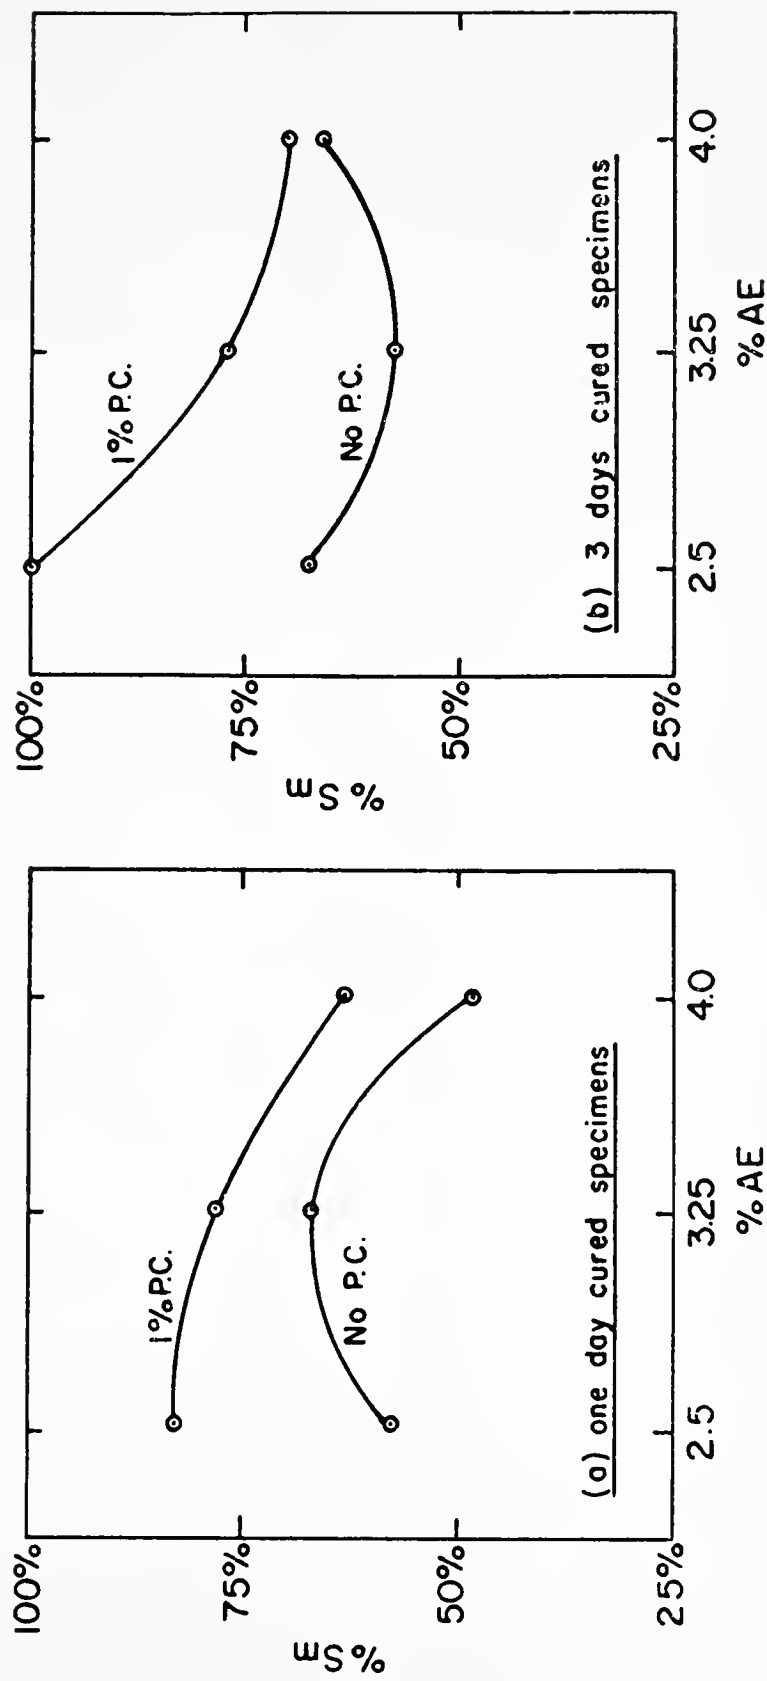 100%
75%
50%
25%
% Sm
1% P.C.
No P.C.
(a) one day cured specimens
2.5
3.25
4.0
% AE
100%
75%
50%
25%
% Sm
1% P.C.
No P.C.
(b) 3 days cured specimens
2.5
3.25
4.0
% AE